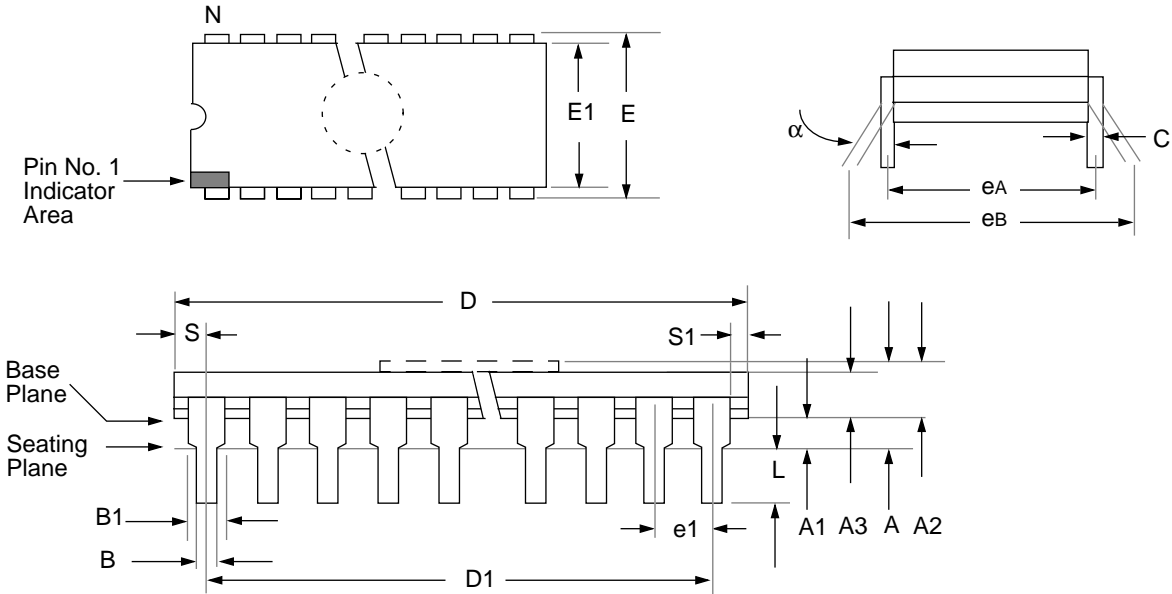 N
E1
E
Pin No. 1
Indicator
Area
α
C
eA
eB
D
S
S1
Base
Plane
Seating
Plane
L
B1
B
e1
A1
A3
A
A2
D1